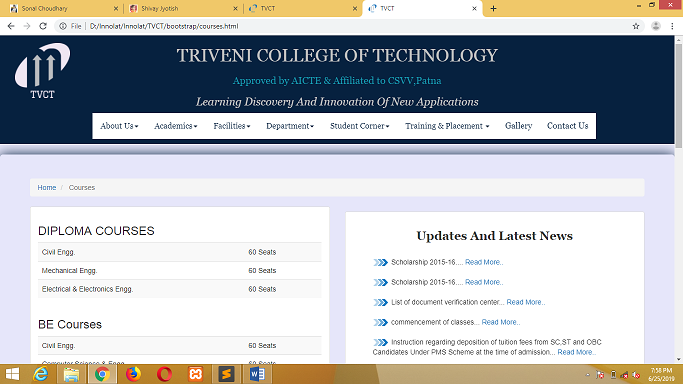 Sonal Choudhary
Shivay Jyotish
TVCT
TVCT
File | D:/Innolat/Innolat/TVCT/bootstrap/courses.html
TVCT
TRIVENI COLLEGE OF TECHNOLOGY
Approved by AICTE & Affiliated to CSVV,Patna
Learning Discovery And Innovation Of New Applications
About Us Academics Facilities Department Student Corner Training & Placement Gallery Contact Us
Home / Courses
DIPLOMA COURSES
Civil Engg. 60 Seats
Mechanical Engg. 60 Seats
Electrical & Electronics Engg. 60 Seats
BE Courses
Civil Engg. 60 Seats
Computer Science & Engg. 60 Seats
Updates And Latest News
Scholarship 2015-16.... Read More..
Scholarship 2015-16.... Read More..
List of document verification center... Read More..
commencement of classes... Read More..
Instruction regarding deposition of tuition fees from SC,ST and OBC
Candidates Under PMS Scheme at the time of admission... Read More..
7:58 PM
6/25/2019